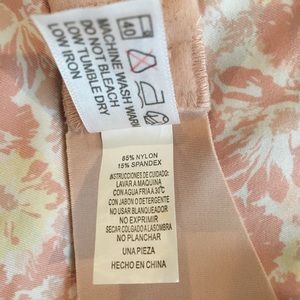 40
MACHINE WASH WARM
DO NOT BLEACH
LOW TUMBLE DRY
LOW IRON
85% NYLON
15% SPANDEX
INSTRUCCIONES DE CUIDADO:
LAVAR A MAQUINA
CON AGUA FRIA A 30℃
CON JABON O DETERGENTE
NO USAR BLANQUEADOR
NO EXPRIMIR
SECAR COLGADO A LA SOMBRA
NO PLANCHAR
UNA PIEZA
HECHO EN CHINA